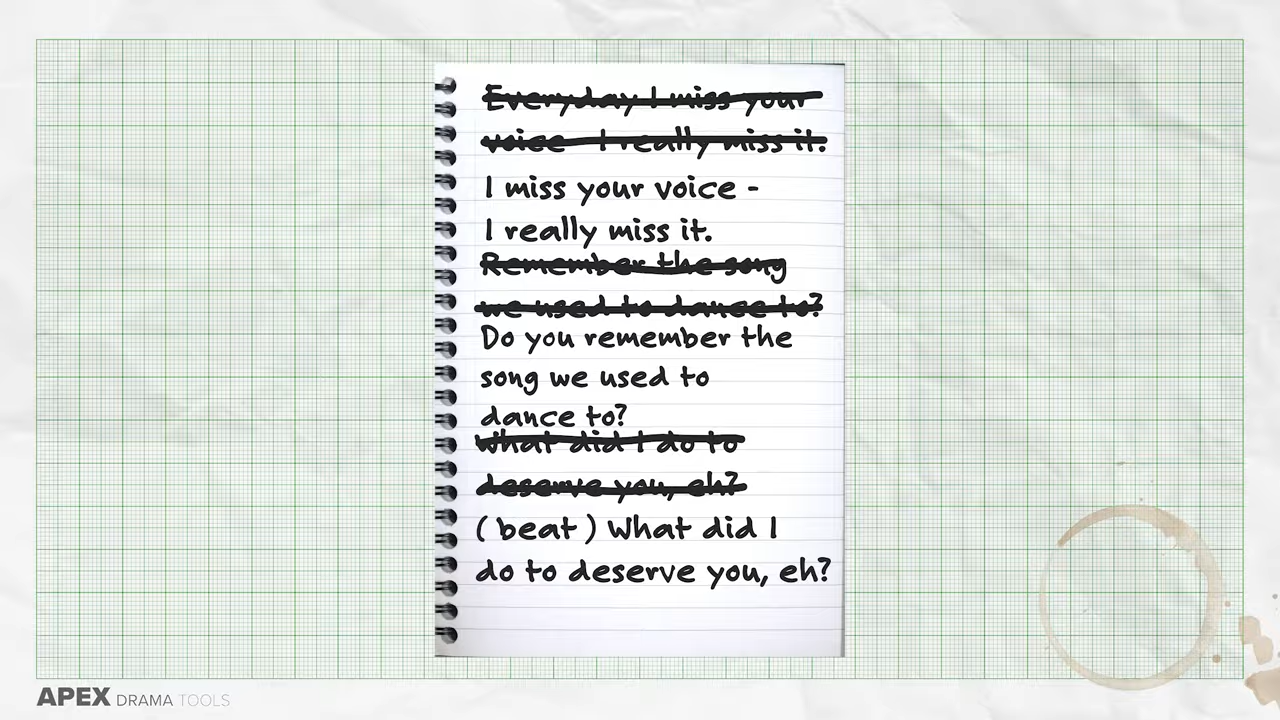 Everyday I miss your
voice - I really miss it.
I miss your voice -
I really miss it.
Remember the song
we used to dance to?
Do you remember the
song we used to
dance to?
What did I do to
deserve you, eh?
( beat ) What did I
do to deserve you, eh?
APEX DRAMA TOOLS